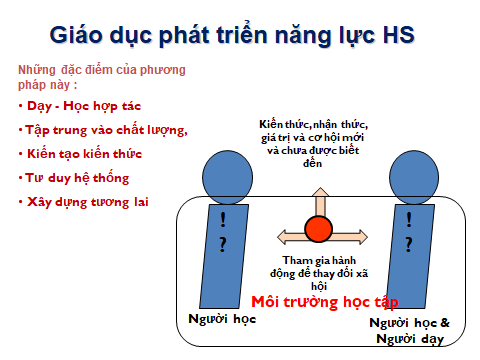 Giáo dục phát triển năng lực HS
Những đặc điểm của phương
pháp này :
• Dạy - Học hợp tác
• Tập trung vào chất lượng,
• Kiến tạo kiến thức
• Tư duy hệ thống
• Xây dựng tương lai
Kiến thức, nhận thức,
giá trị và cơ hội mới
và chưa được biết
đến
!
?
!
?
Tham gia hành
động để thay đổi xã
hội
Môi trường học tập
Người học
Người học &
Người dạy